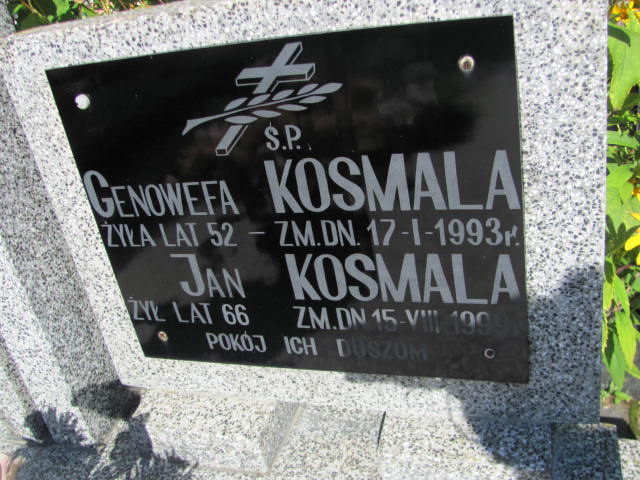 Ś.P.
GENOWEFA KOSMALA
ŻYŁA LAT 52 – ZM.DN. 17-I-1993r.
JAN KOSMALA
ŻYŁ LAT 66 ZM.DN 15-VIII 1999
POKÓJ ICH DUSZOM